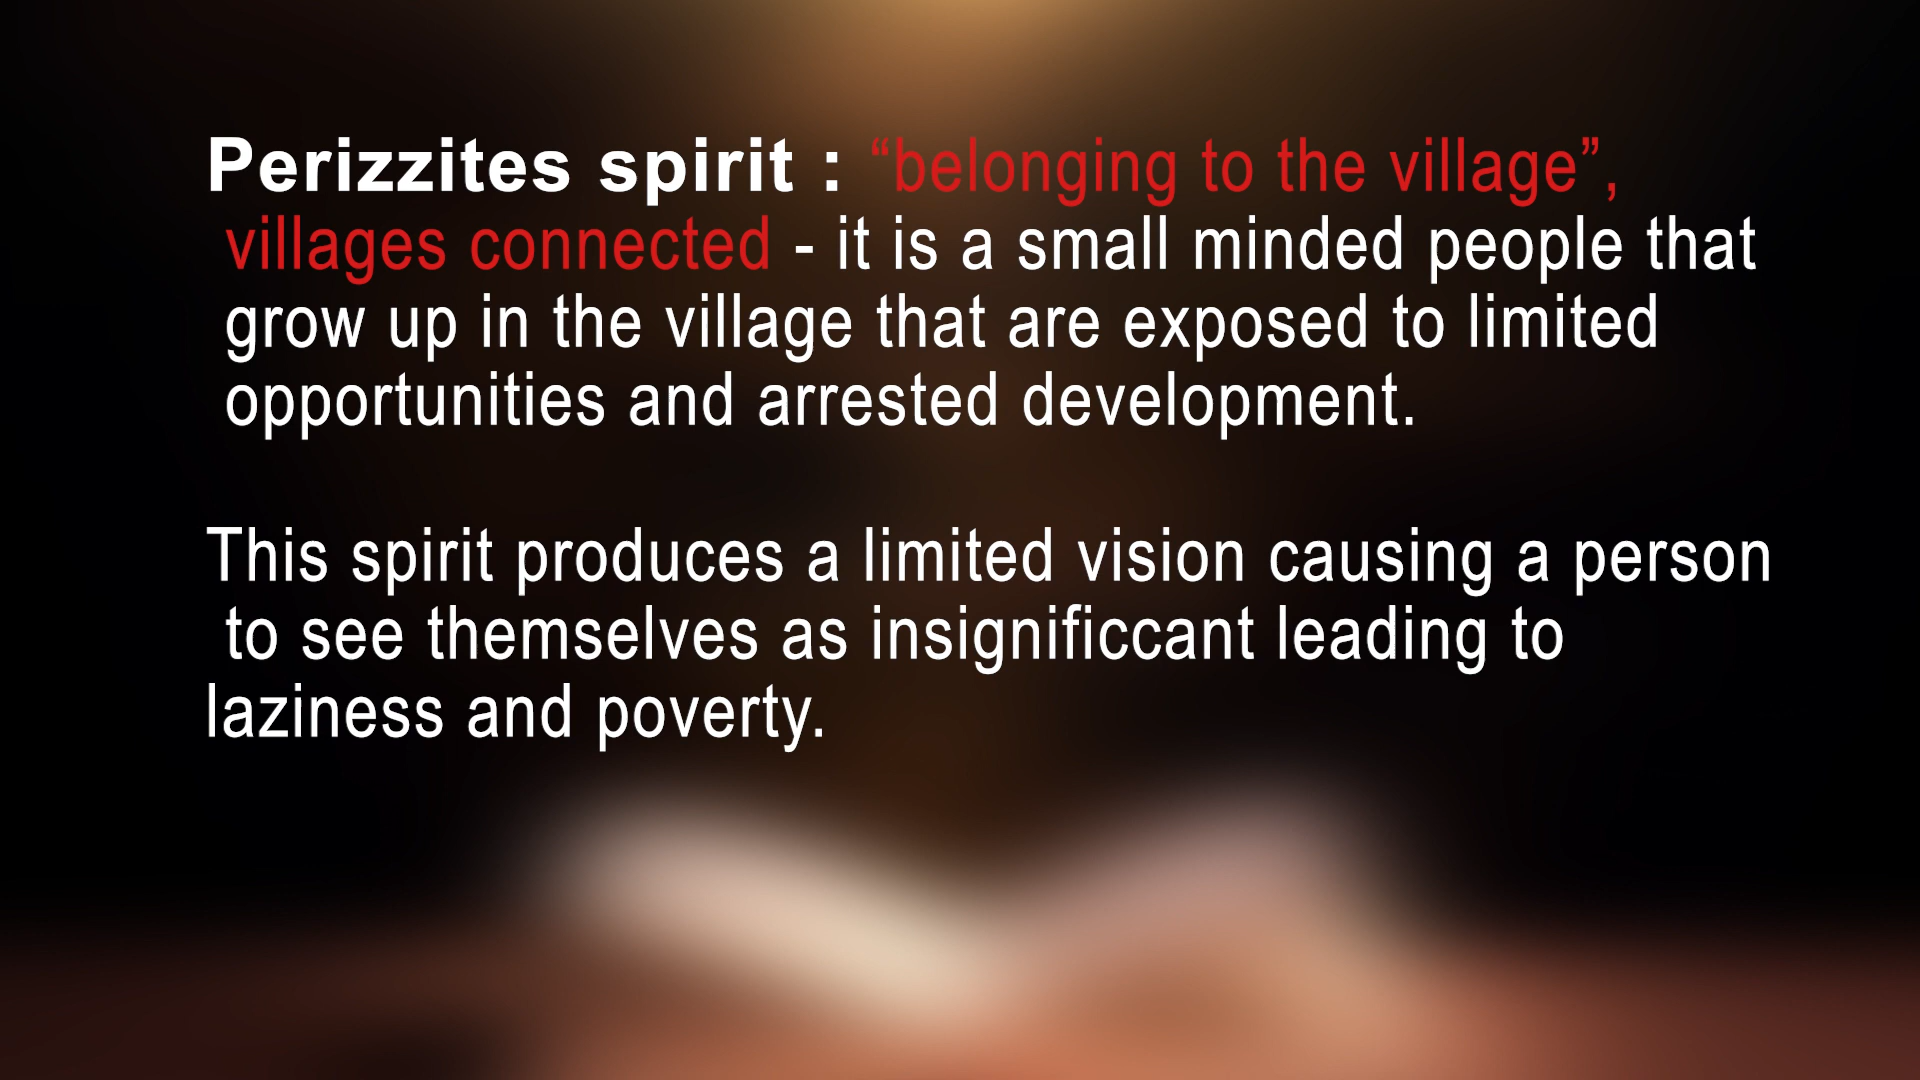 Perizzites spirit : “belonging to the village”,
villages connected - it is a small minded people that
grow up in the village that are exposed to limited
opportunities and arrested development.
This spirit produces a limited vision causing a person
to see themselves as insignificcant leading to
laziness and poverty.